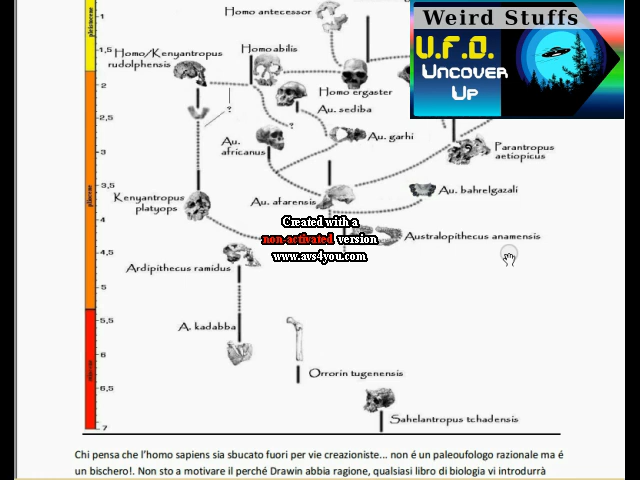 Weird Stuffs
U.F.O.
UNCOVER
UP
Homo antecessor
1
Homo/Kenyantropus
rudolphensis
Homo abilis
1,5
Homo ergaster
2
Au. sediba
2,5
?
?
Au. garhi
Au.
africanus
Parantropus
aetiopicus
3
3,5
Au. bahrelgazali
Kenyantropus
platyops
Au. afarensis
4
Created with a
non-activated version
www.avs4you.com
Australopithecus anamensis
4,5
Ardipithecus ramidus
5
5,5
A. kadabba
6
Orrorin tugenensis
6,5
Sahelantropus tchadensis
7
Chi pensa che l'homo sapiens sia sbucato fuori per vie creazioniste... non é un paleoufologo razionale ma é
un bischero!. Non sto a motivare il perché Drawin abbia ragione, qualsiasi libro di biologia vi introdurrà